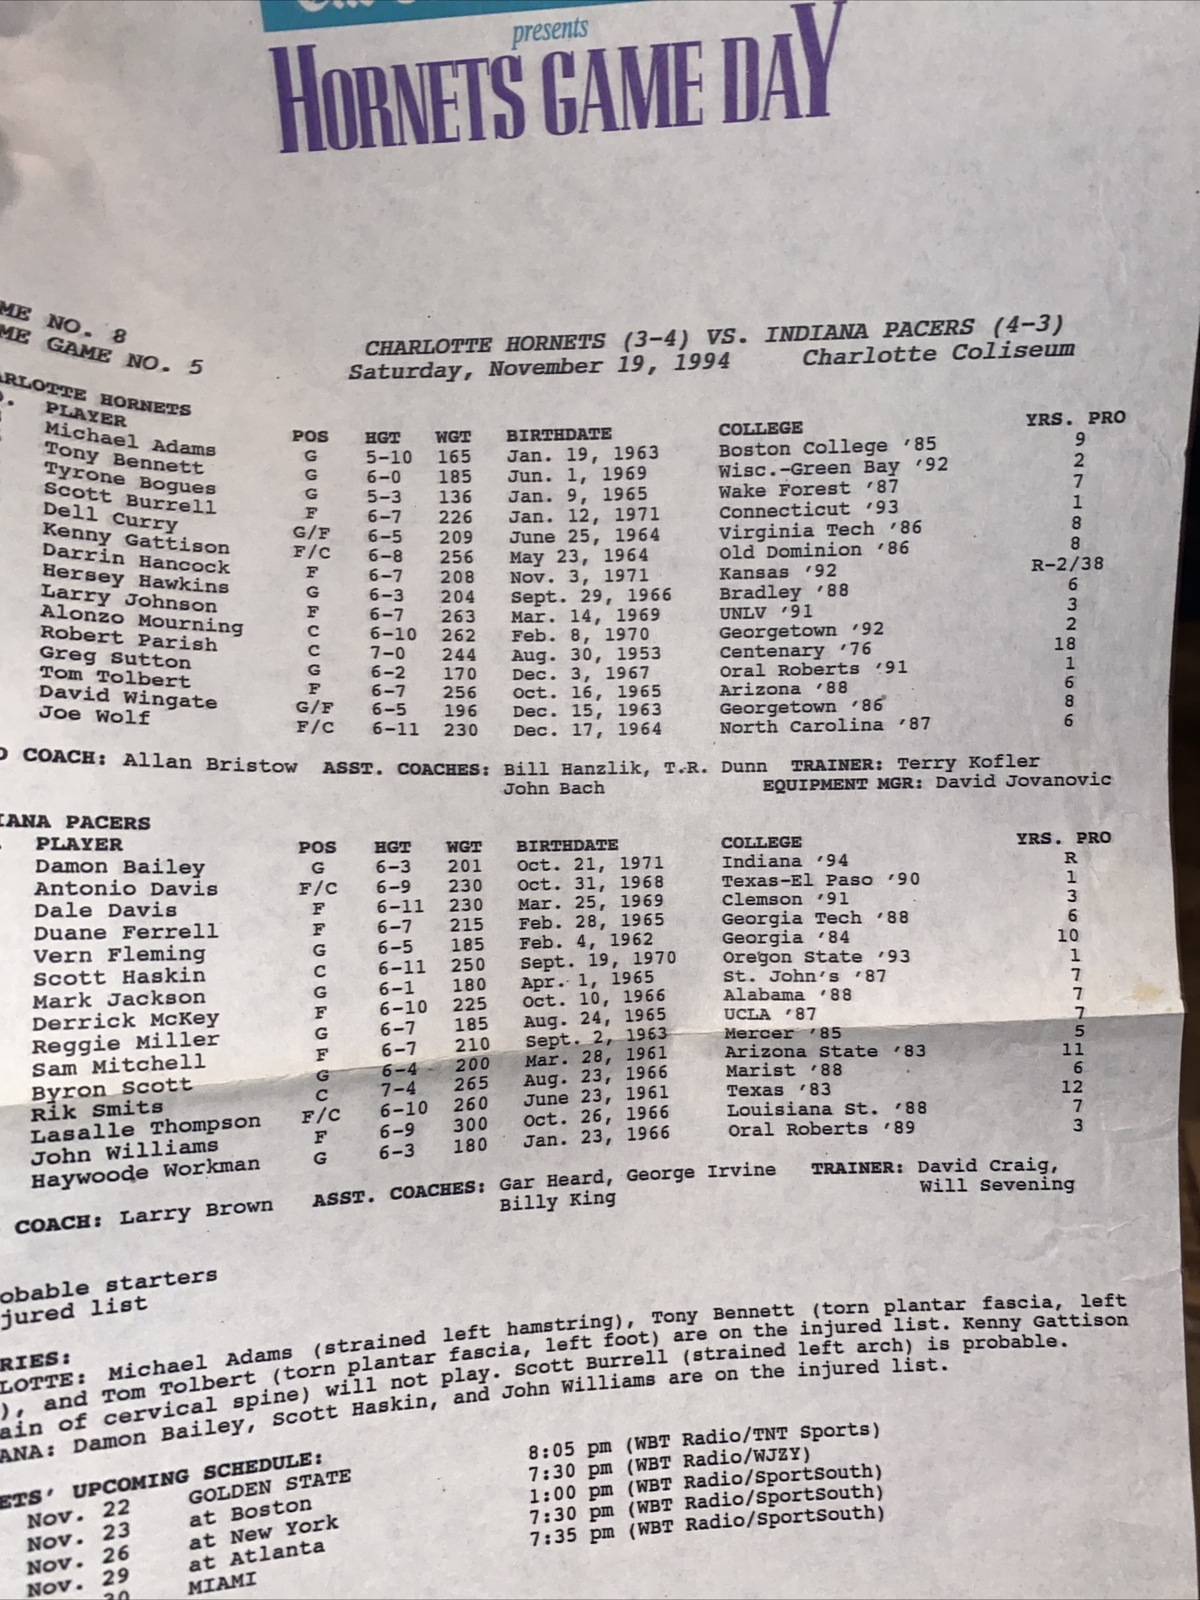 presents
HORNETS GAME DAY
ME NO. 8
ME GAME NO. 5
CHARLOTTE HORNETS (3-4) VS. INDIANA PACERS (4-3)
Saturday, November 19, 1994 Charlotte Coliseum
ARLOTTE HORNETS
PLAYER POS HGT WGT BIRTHDATE COLLEGE YRS. PRO
Michael Adams G 5-10 165 Jan. 19, 1963 Boston College '85 9
Tony Bennett G 6-0 185 Jun. 1, 1969 Wisc.-Green Bay '92 2
Tyrone Bogues G 5-3 136 Jan. 9, 1965 Wake Forest '87 7
Scott Burrell F 6-7 226 Jan. 12, 1971 Connecticut '93 1
Dell Curry G/F 6-5 209 June 25, 1964 Virginia Tech '86 8
Kenny Gattison F/C 6-8 256 May 23, 1964 Old Dominion '86 8
Darrin Hancock F 6-7 208 Nov. 3, 1971 Kansas '92 R-2/38
Hersey Hawkins G 6-3 204 Sept. 29, 1966 Bradley '88 6
Larry Johnson F 6-7 263 Mar. 14, 1969 UNLV '91 3
Alonzo Mourning C 6-10 262 Feb. 8, 1970 Georgetown '92 2
Robert Parish C 7-0 244 Aug. 30, 1953 Centenary '76 18
Greg Sutton G 6-2 170 Dec. 3, 1967 Oral Roberts '91 1
Tom Tolbert F 6-7 256 Oct. 16, 1965 Arizona '88 6
David Wingate G/F 6-5 196 Dec. 15, 1963 Georgetown '86 8
Joe Wolf F/C 6-11 230 Dec. 17, 1964 North Carolina '87 6
D COACH: Allan Bristow ASST. COACHES: Bill Hanzlik, T.R. Dunn TRAINER: Terry Kofler
John Bach EQUIPMENT MGR: David Jovanovic
IANA PACERS
PLAYER POS HGT WGT BIRTHDATE COLLEGE YRS. PRO
Damon Bailey G 6-3 201 Oct. 21, 1971 Indiana '94 R
Antonio Davis F/C 6-9 230 Oct. 31, 1968 Texas-El Paso '90 1
Dale Davis F 6-11 230 Mar. 25, 1969 Clemson '91 3
Duane Ferrell F 6-7 215 Feb. 28, 1965 Georgia Tech '88 6
Vern Fleming G 6-5 185 Feb. 4, 1962 Georgia '84 10
Scott Haskin C 6-11 250 Sept. 19, 1970 Oregon State '93 1
Mark Jackson G 6-1 180 Apr. 1, 1965 St. John's '87 7
Derrick McKey F 6-10 225 Oct. 10, 1966 Alabama '88 7
Reggie Miller G 6-7 185 Aug. 24, 1965 UCLA '87 7
Sam Mitchell F 6-7 210 Sept. 2, 1963 Mercer '85 5
Byron Scott G 6-4 200 Mar. 28, 1961 Arizona State '83 11
Rik Smits C 7-4 265 Aug. 23, 1966 Marist '88 6
Lasalle Thompson F/C 6-10 260 June 23, 1961 Texas '83 12
John Williams F 6-9 300 Oct. 26, 1966 Louisiana St. '88 7
Haywoode Workman G 6-3 180 Jan. 23, 1966 Oral Roberts '89 3
COACH: Larry Brown ASST. COACHES: Gar Heard, George Irvine TRAINER: David Craig,
Billy King Will Sevening
obable starters
jured list
RIES:
LOTTE: Michael Adams (strained left hamstring), Tony Bennett (torn plantar fascia, left
), and Tom Tolbert (torn plantar fascia, left foot) are on the injured list. Kenny Gattison
ain of cervical spine) will not play. Scott Burrell (strained left arch) is probable.
ANA: Damon Bailey, Scott Haskin, and John Williams are on the injured list.
ETS' UPCOMING SCHEDULE:
Nov. 22 GOLDEN STATE 8:05 pm (WBT Radio/TNT Sports)
Nov. 23 at Boston 7:30 pm (WBT Radio/WJZY)
Nov. 26 at New York 1:00 pm (WBT Radio/SportSouth)
Nov. 29 at Atlanta 7:30 pm (WBT Radio/SportSouth)
30 MIAMI 7:35 pm (WBT Radio/SportSouth)